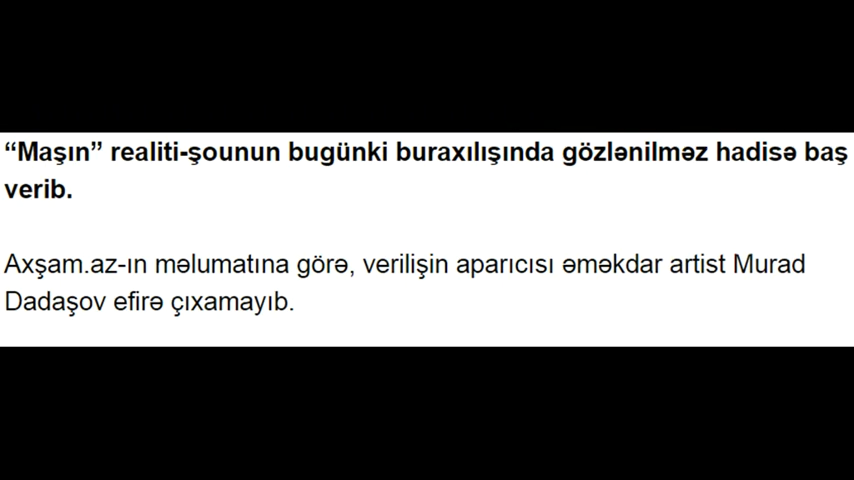 “Maşın” realiti-şounun bugünki buraxılışında gözlənilməz hadisə baş
verib.
Axşam.az-ın məlumatına görə, verilişin aparıcısı əməkdar artist Murad
Dadaşov efirə çıxamayıb.